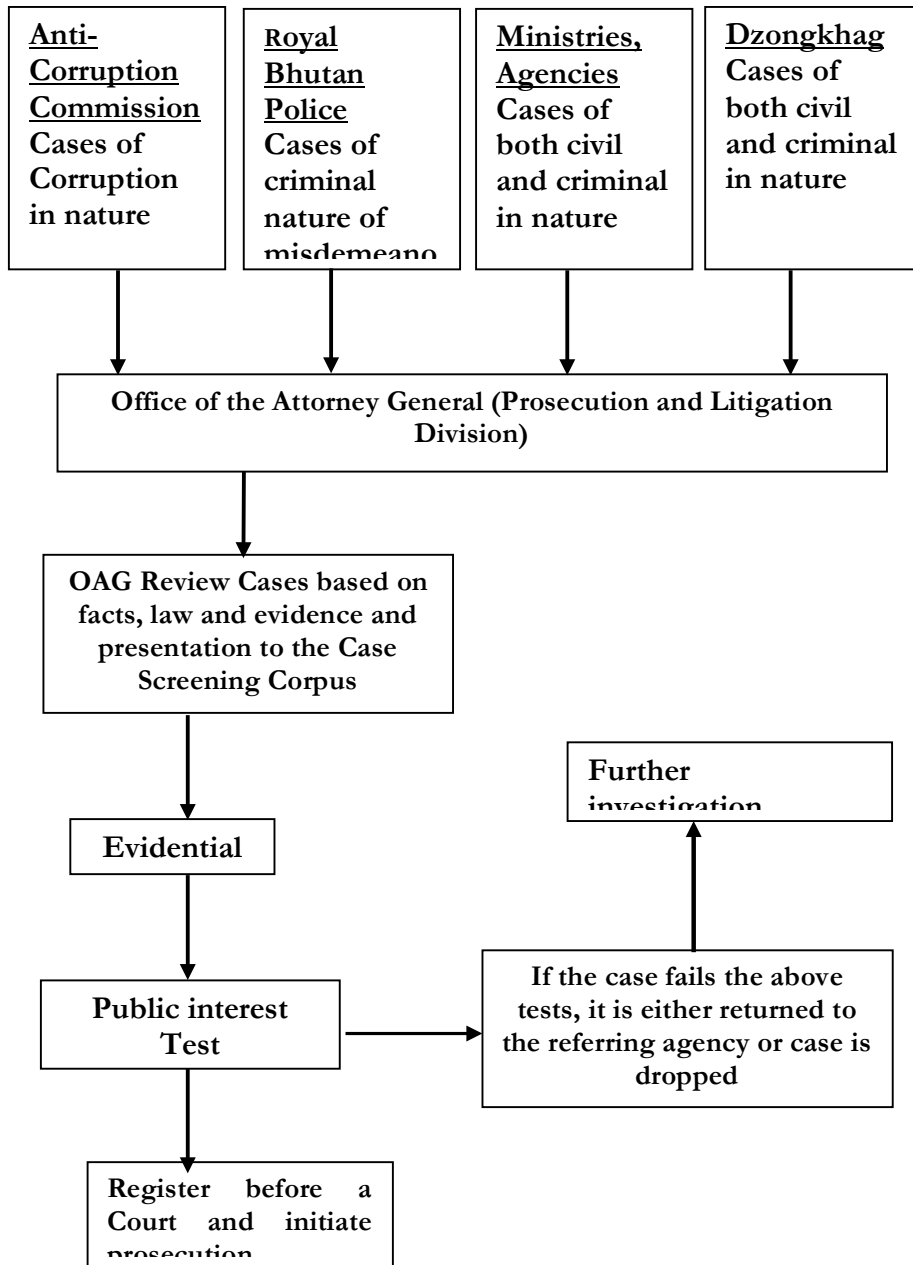 Anti-
Corruption
Commission
Cases of
Corruption
in nature
Royal
Bhutan
Police
Cases of
criminal
nature of
misdemeano
Ministries,
Agencies
Cases of
both civil
and criminal
in nature
Dzongkhag
Cases of
both civil
and criminal
in nature
Office of the Attorney General (Prosecution and Litigation
Division)
OAG Review Cases based on
facts, law and evidence and
presentation to the Case
Screening Corpus
Further
investigation
Evidential
Public interest
Test
If the case fails the above
tests, it is either returned to
the referring agency or case is
dropped
Register before a
Court and initiate
prosecution